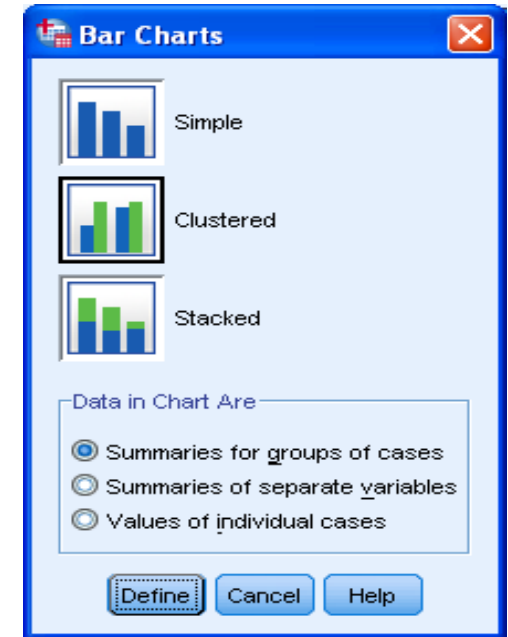 Bar Charts
Simple
Clustered
Stacked
Data in Chart Are
Summaries for groups of cases
Summaries of separate variables
Values of individual cases
Define Cancel Help